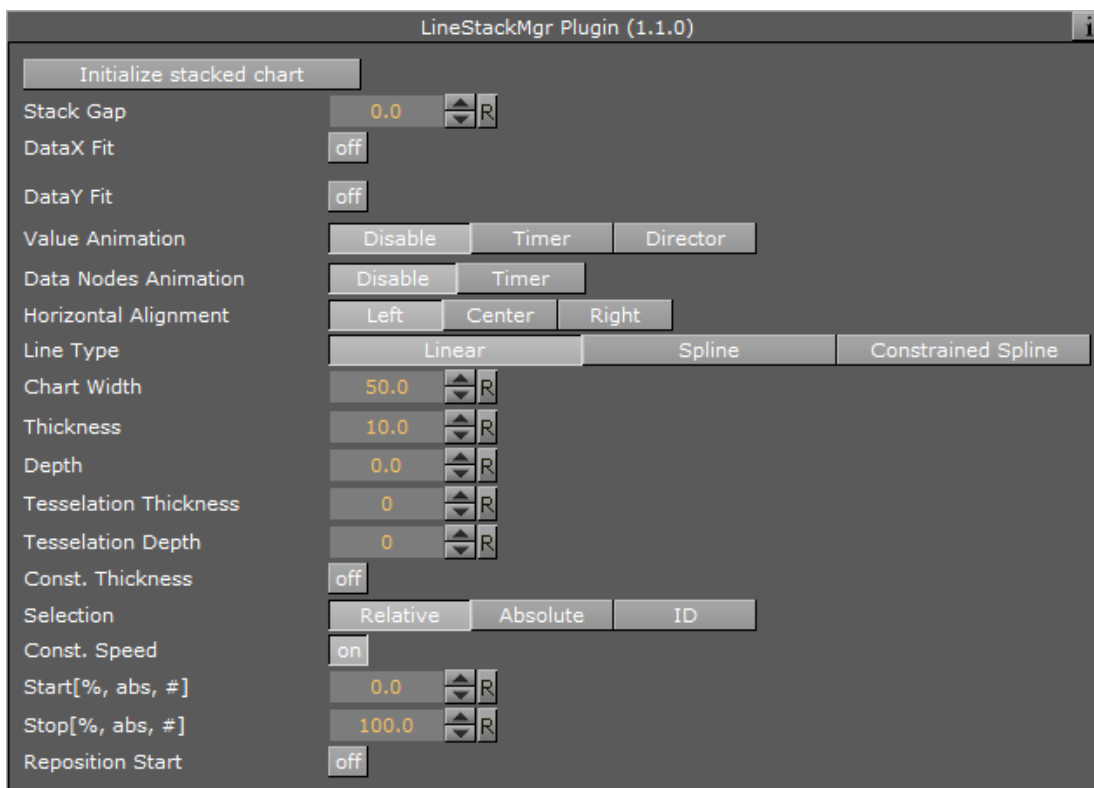 LineStackMgr Plugin (1.1.0) i
Initialize stacked chart
Stack Gap 0.0 R
DataX Fit off
DataY Fit off
Value Animation Disable Timer Director
Data Nodes Animation Disable Timer
Horizontal Alignment Left Center Right
Line Type Linear Spline Constrained Spline
Chart Width 50.0 R
Thickness 10.0 R
Depth 0.0 R
Tesselation Thickness 0 R
Tesselation Depth 0 R
Const. Thickness off
Selection Relative Absolute ID
Const. Speed on
Start[%, abs, #] 0.0 R
Stop[%, abs, #] 100.0 R
Reposition Start off